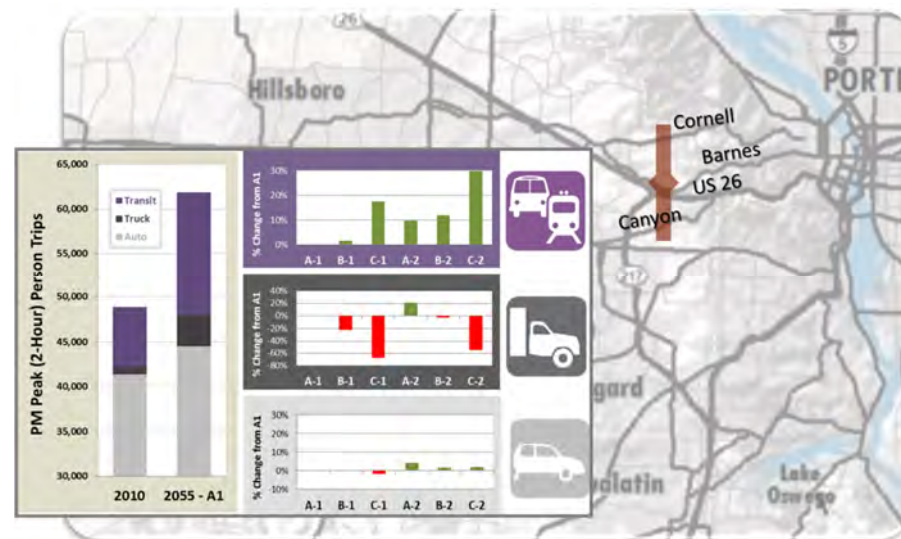 26
Hillsboro
5
PORT
Cornell
Barnes
US 26
Canyon
217
gard
alatin
Lake
Oswego
PM Peak (2-Hour) Person Trips
65,000
60,000
55,000
50,000
45,000
40,000
35,000
30,000
Transit
Truck
Auto
2010 2055 - A1
% Change from A1
30%
20%
10%
0%
A-1 B-1 C-1 A-2 B-2 C-2
% Change from A1
40%
20%
0%
-20%
-40%
-60%
-80%
A-1 B-1 C-1 A-2 B-2 C-2
% Change from A1
30%
20%
10%
0%
-10%
A-1 B-1 C-1 A-2 B-2 C-2